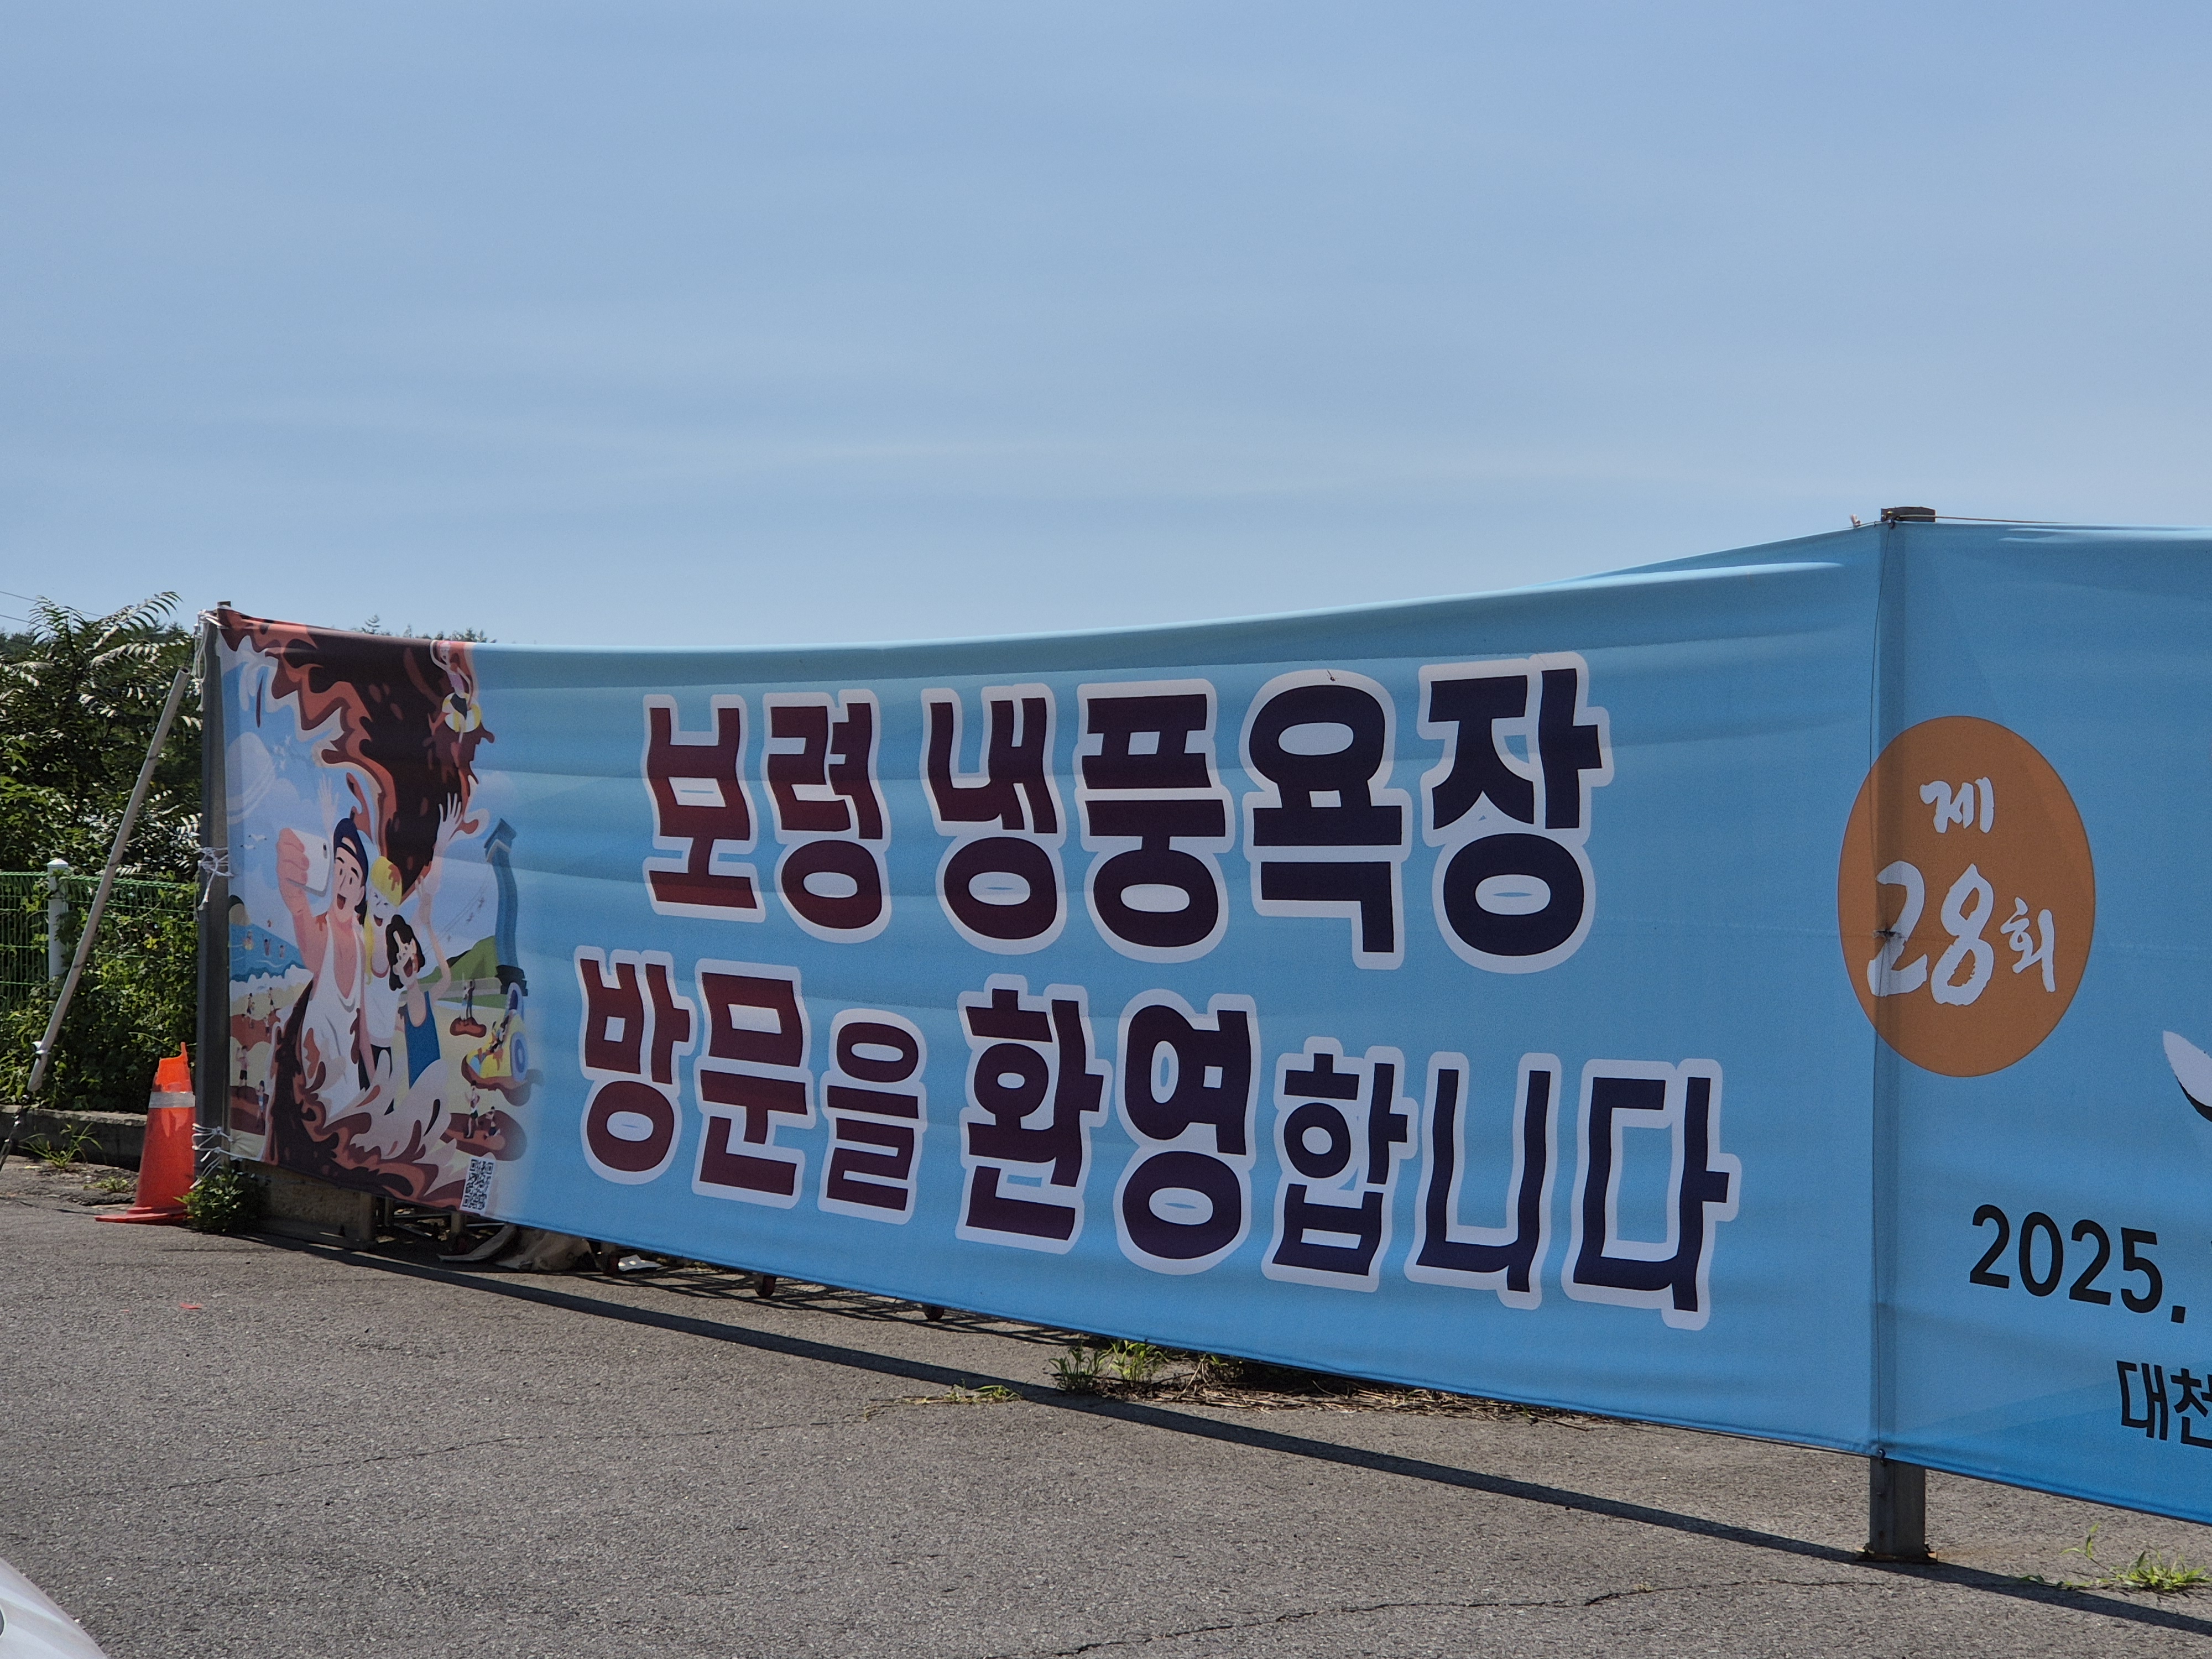 보령 냉풍욕장
방문을 환영합니다
제
28회
2025.
대천